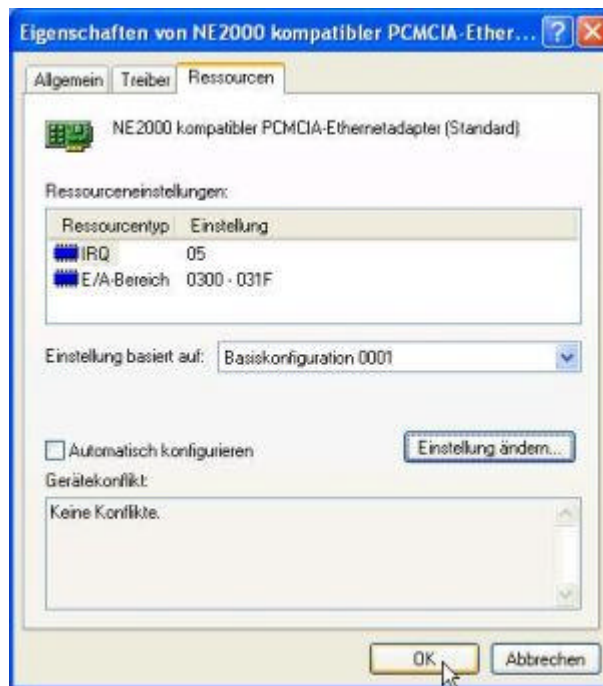 Eigenschaften von NE2000 kompatibler PCMCIA-Ether...
Allgemein Treiber Ressourcen
NE2000 kompatibler PCMCIA-Ethernetadapter (Standard)
Ressourceneinstellungen:
Ressourcentyp Einstellung
IRQ 05
E/A-Bereich 0300 - 031F
Einstellung basiert auf: Basiskonfiguration 0001
Automatisch konfigurieren Einstellung ändern...
Gerätekonflikt:
Keine Konflikte.
OK Abbrechen